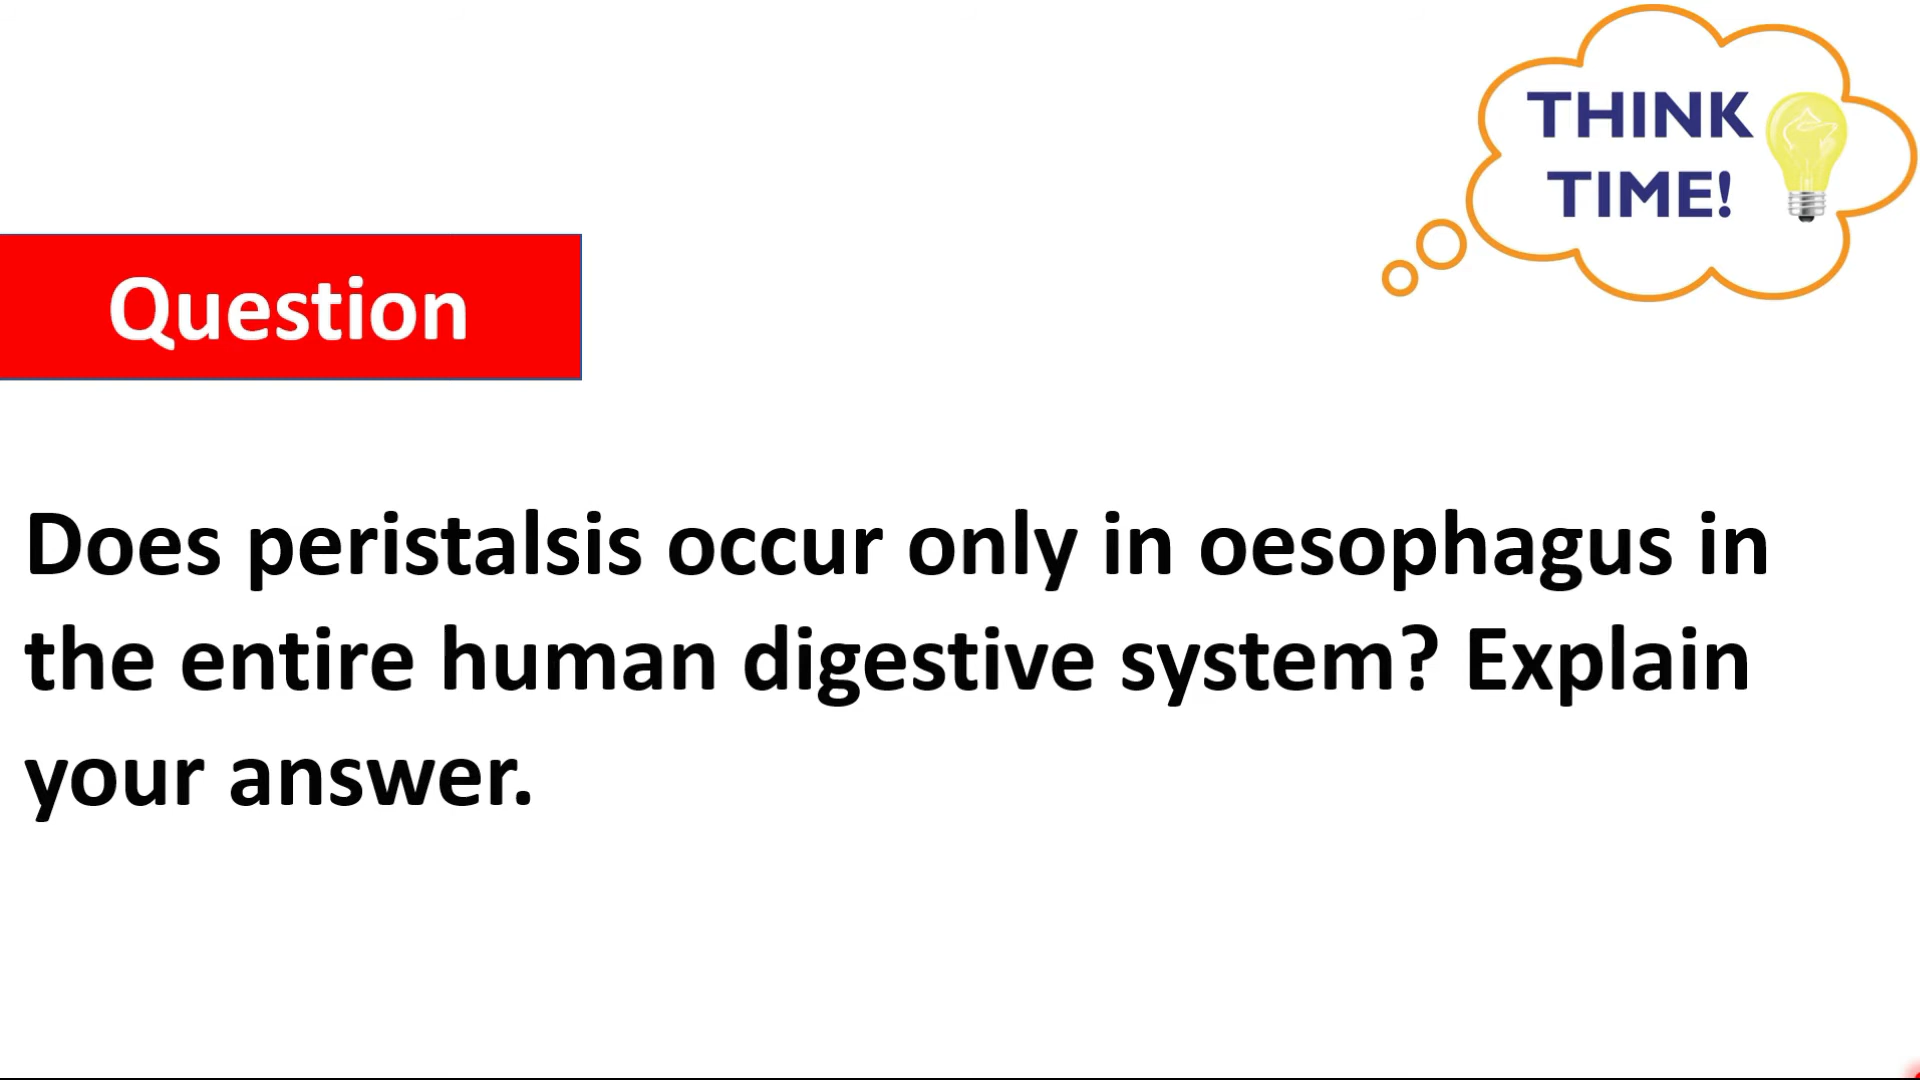 THINK
TIME!
Question
Does peristalsis occur only in oesophagus in
the entire human digestive system? Explain
your answer.